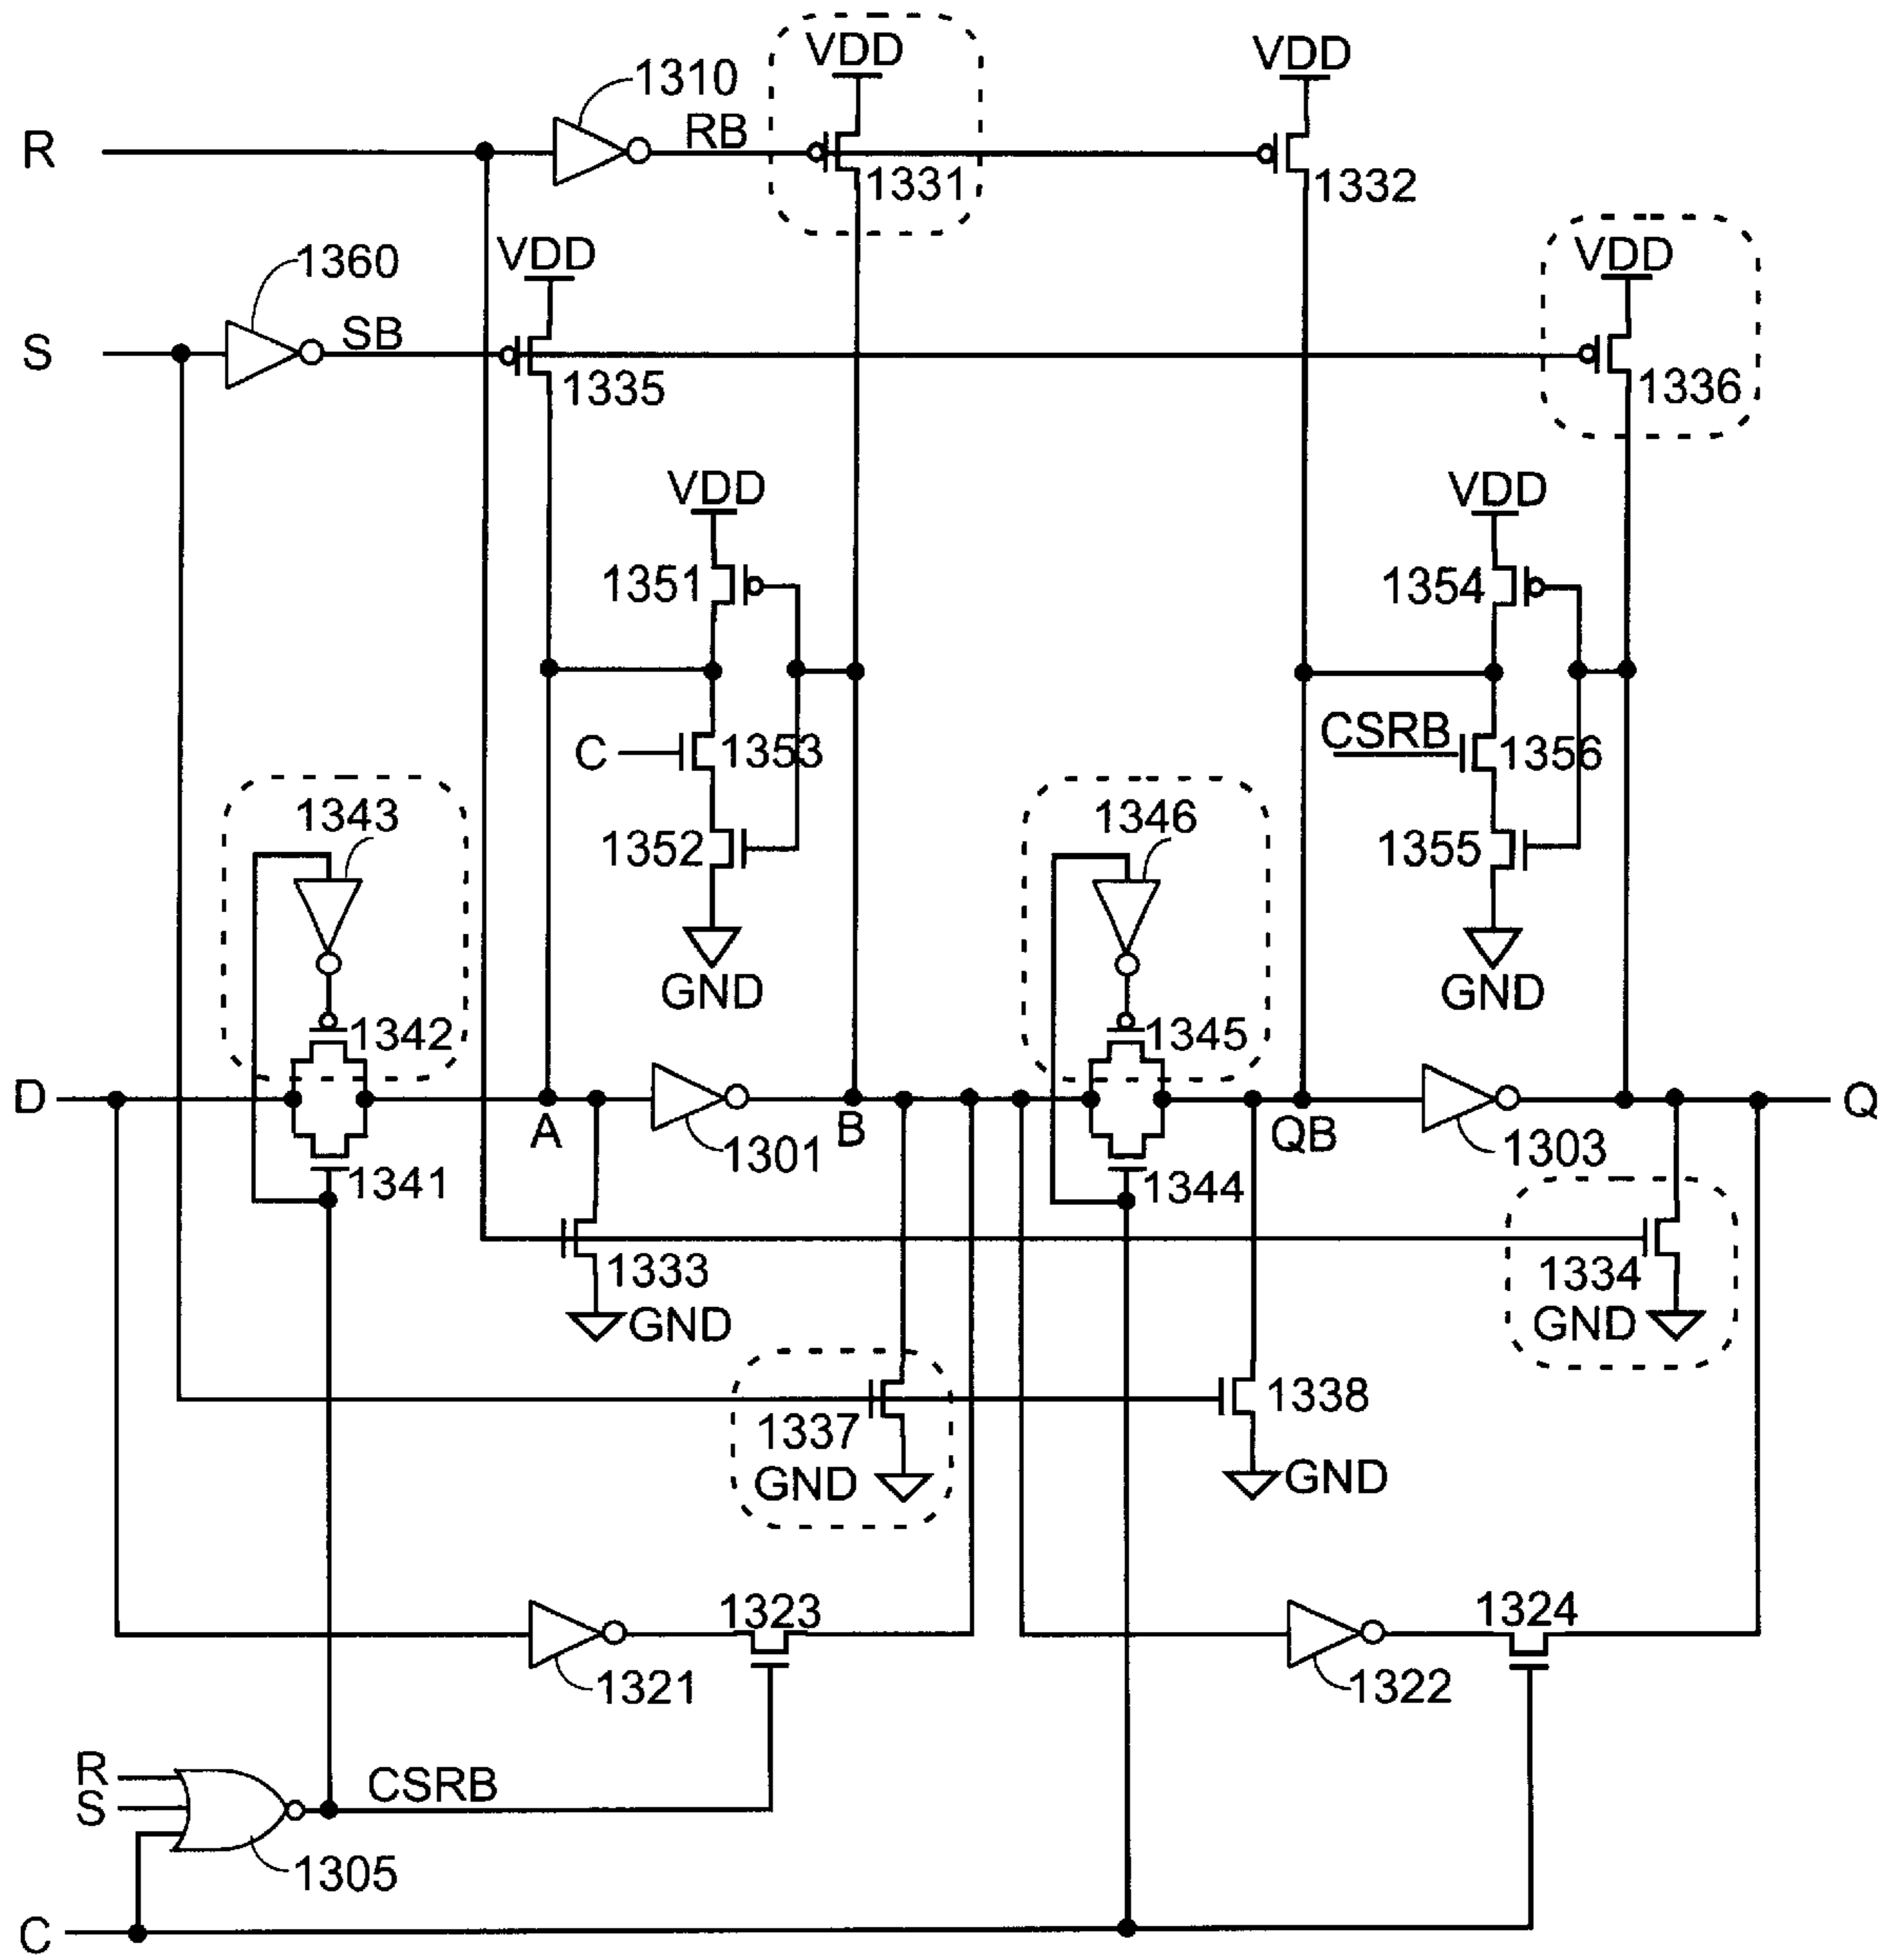 VDD
VDD
1310
RB
R
1331
1332
VDD
VDD
1360
SB
S
1335
1336
VDD
VDD
1351
1354
CSRB
C
1353
1356
1343
1346
1352
1355
GND
GND
1342
1345
D
A
B
QB
Q
1301
1303
1341
1344
1333
1334
GND
GND
1338
1337
GND
GND
1323
1324
1321
1322
R
CSRB
S
1305
C